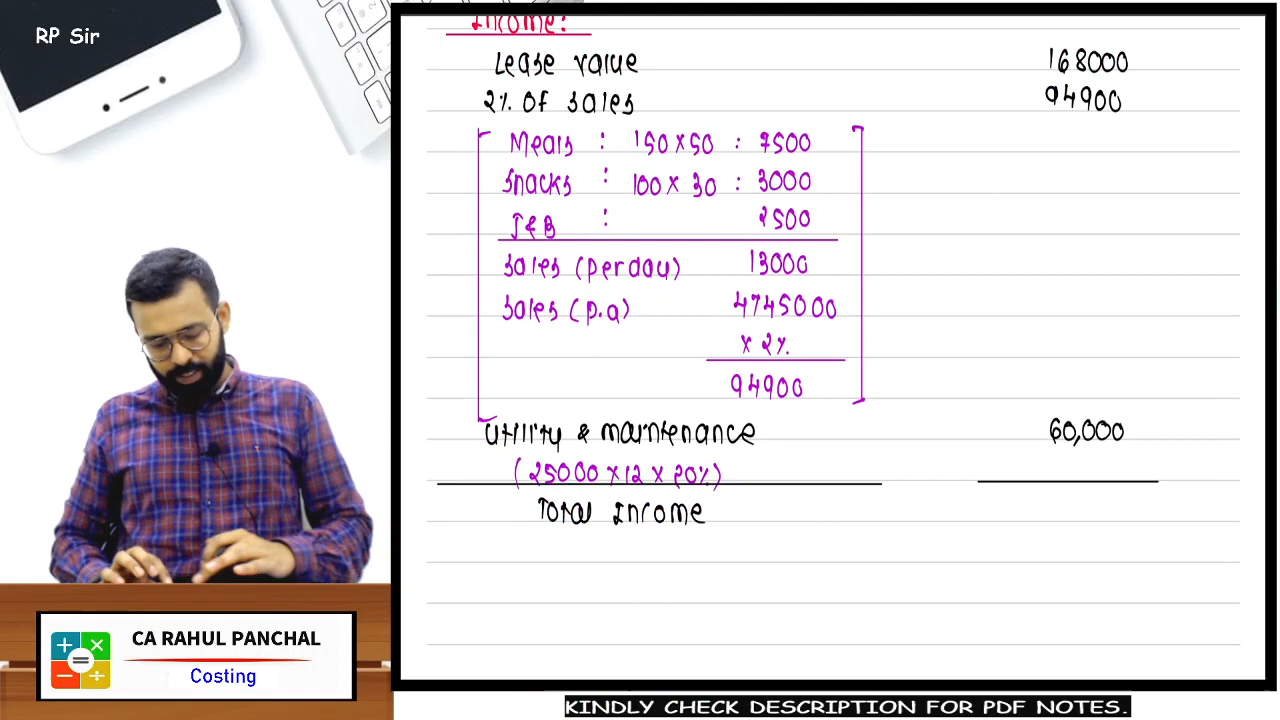 RP Sir
Income:
Lease value 168000
2% Of Sales 94900
Meals : 150 × 50 : 7500
Snacks : 100 × 30 : 3000
J&B : 2500
Sales (per day) 13000
Sales (p.a) 4745000
× 2%
94900
Utility & maintenance 60,000
(25000 × 12 × 20%)
Total Income
CA RAHUL PANCHAL
Costing
KINDLY CHECK DESCRIPTION FOR PDF NOTES.